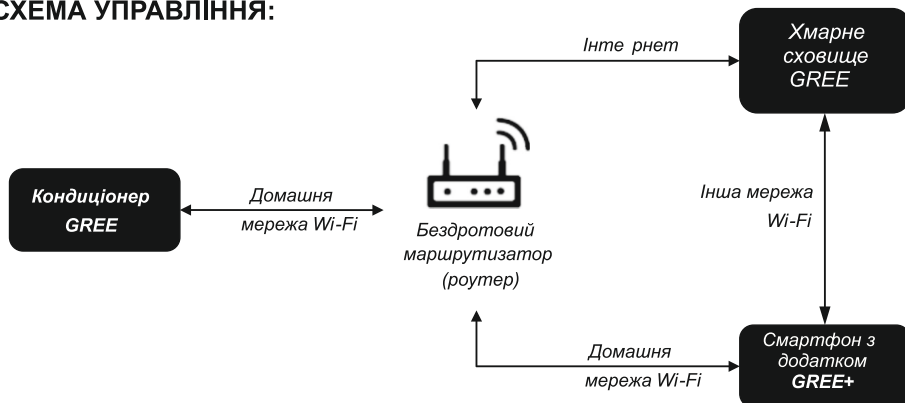 СХЕМА УПРАВЛІННЯ:
Інте рнет
Хмарне
сховище
GREE
Кондиціонер
GREE
Домашня
мережа Wi-Fi
Бездротовий
маршрутизатор
(роутер)
Інша мережа
Wi-Fi
Домашня
мережа Wi-Fi
Смартфон з
додатком
GREE+